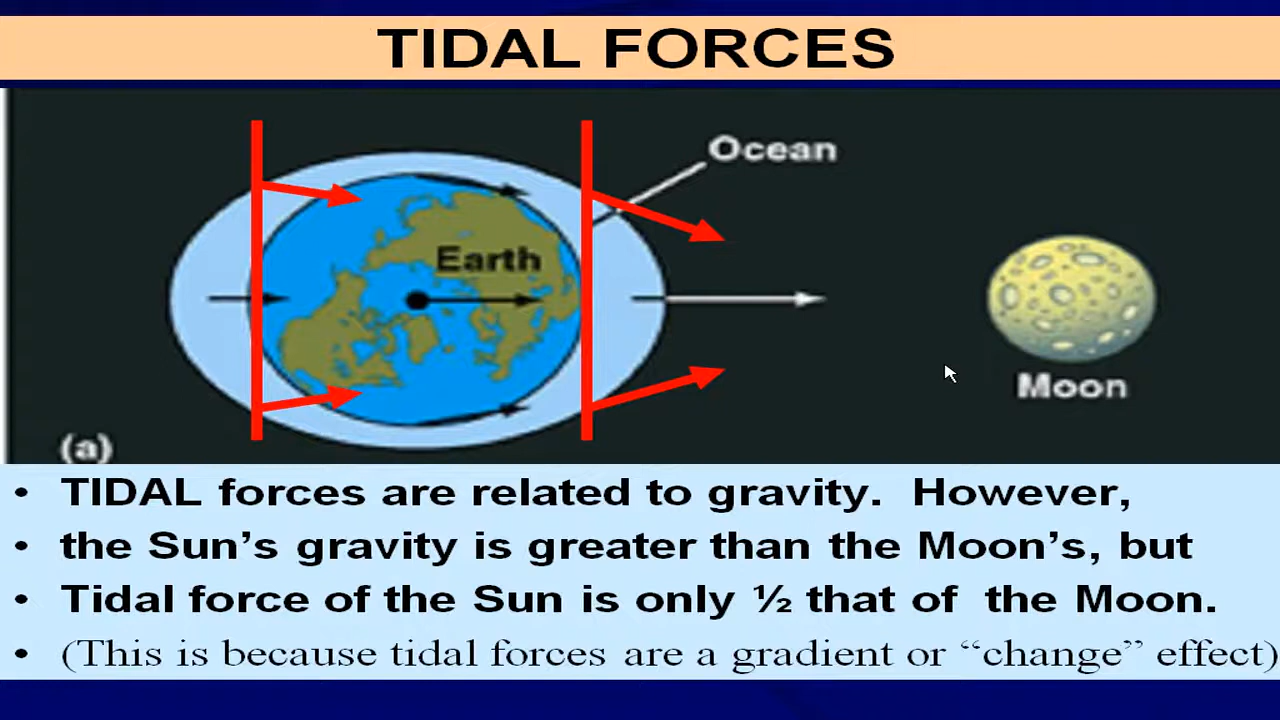 TIDAL FORCES
Ocean
Earth
Moon
(a)
• TIDAL forces are related to gravity. However,
• the Sun’s gravity is greater than the Moon’s, but
• Tidal force of the Sun is only ½ that of the Moon.
• (This is because tidal forces are a gradient or “change” effect)